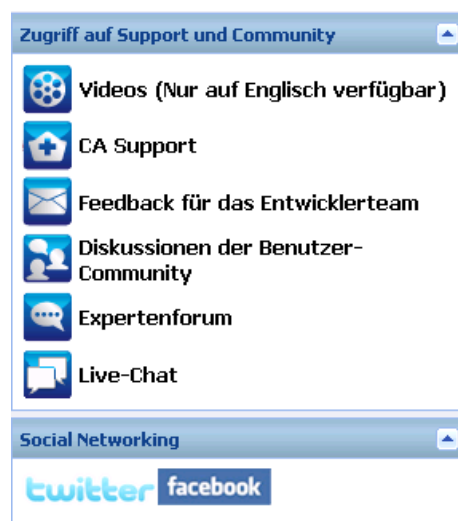 Zugriff auf Support und Community
Videos (Nur auf Englisch verfügbar)
CA Support
Feedback für das Entwicklerteam
Diskussionen der Benutzer-
Community
Expertenforum
Live-Chat
Social Networking
twitter facebook